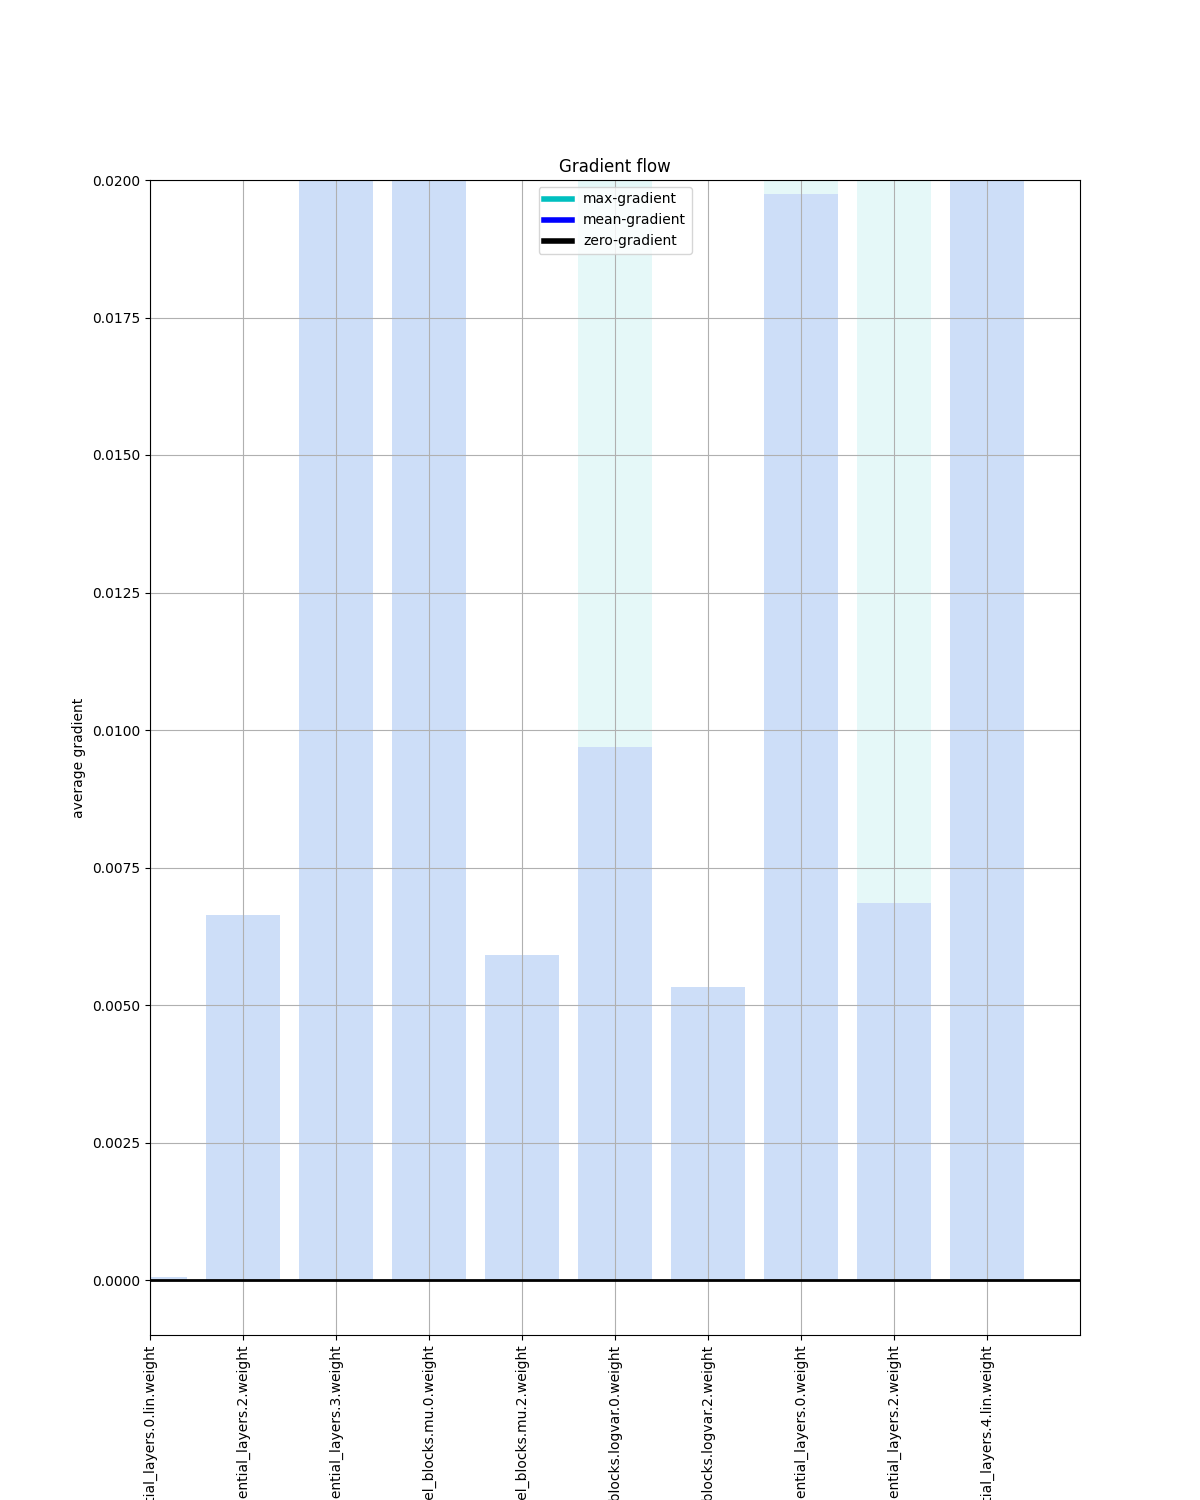 Gradient flow
max-gradient
mean-gradient
zero-gradient
0.0200
0.0175
0.0150
0.0125
0.0100
0.0075
0.0050
0.0025
0.0000
average gradient
tial_layers.0.lin.weight
ential_layers.2.weight
ential_layers.3.weight
el_blocks.mu.0.weight
el_blocks.mu.2.weight
blocks.logvar.0.weight
blocks.logvar.2.weight
ential_layers.0.weight
ential_layers.2.weight
tial_layers.4.lin.weight